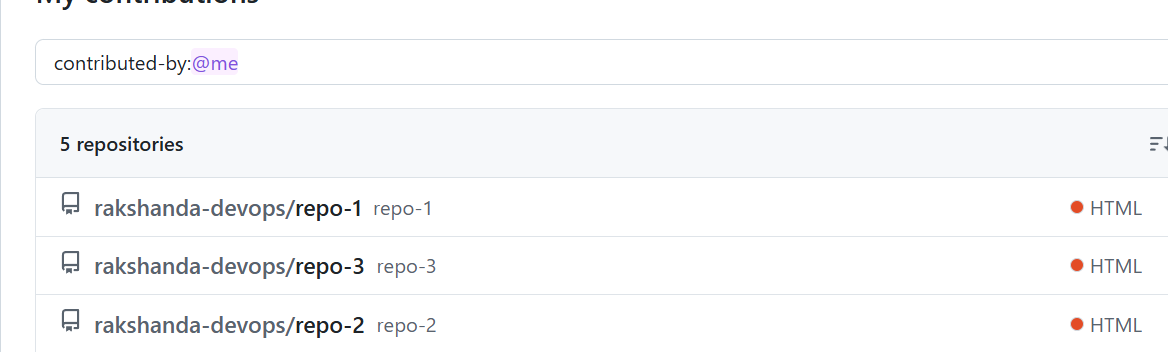 My contributions
contributed-by:@me
5 repositories
rakshanda-devops/repo-1 repo-1 HTML
rakshanda-devops/repo-3 repo-3 HTML
rakshanda-devops/repo-2 repo-2 HTML